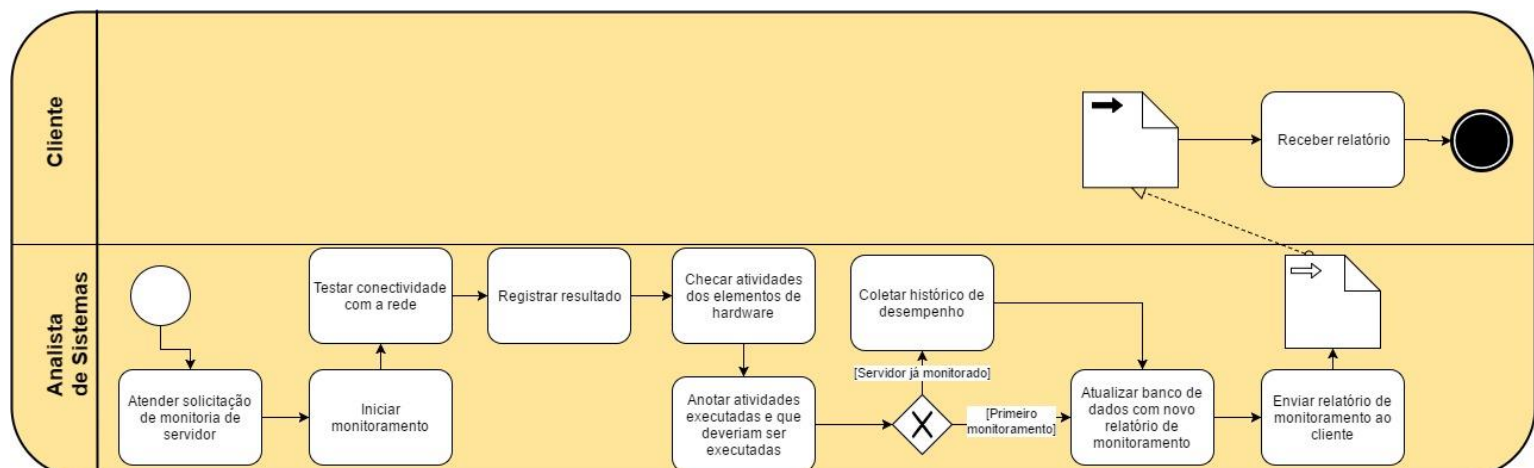 Cliente
Receber relatório
Analista
de Sistemas
Testar conectividade
com a rede
Registrar resultado
Checar atividades
dos elementos de
hardware
Coletar histórico de
desempenho
[Servidor já monitorado]
Atender solicitação
de monitoria de
servidor
Iniciar
monitoramento
Anotar atividades
executadas e que
deveriam ser
executadas
[Primeiro
monitoramento]
Atualizar banco de
dados com novo
relatório de
monitoramento
Enviar relatório de
monitoramento ao
cliente